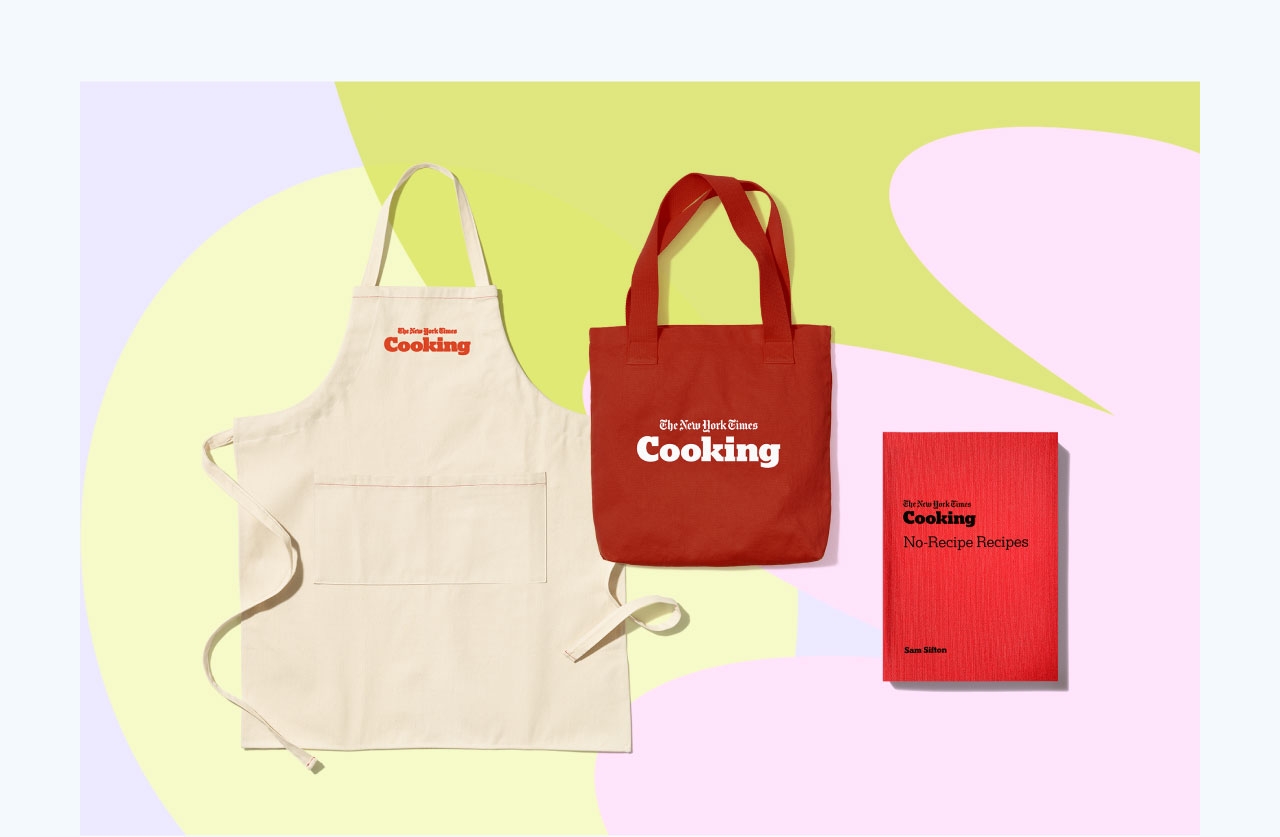 The New York Times
Cooking
The New York Times
Cooking
The New York Times
Cooking
No-Recipe Recipes
Sam Sifton